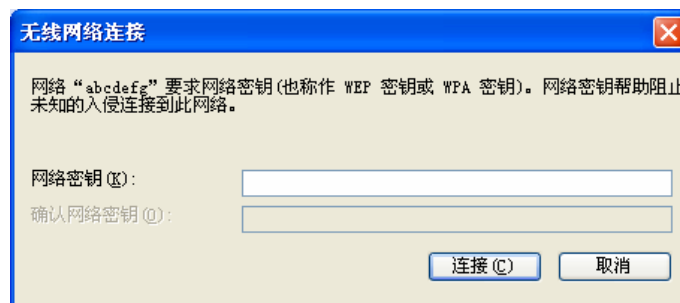 无线网络连接
网络“abcdefg”要求网络密钥(也称作 WEP 密钥或 WPA 密钥)。网络密钥帮助阻止
未知的入侵连接到此网络。
网络密钥(K):
确认网络密钥(O):
连接(C)
取消